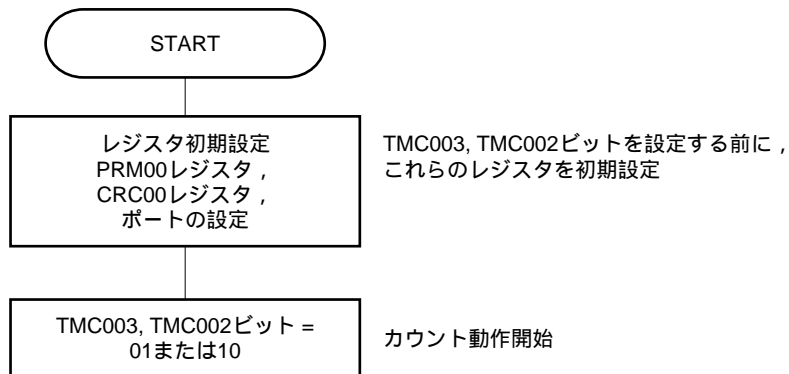 START
レジスタ初期設定
PRM00レジスタ，
CRC00レジスタ，
ポートの設定
TMC003, TMC002ビットを設定する前に，
これらのレジスタを初期設定
TMC003, TMC002ビット =
01または10
カウント動作開始